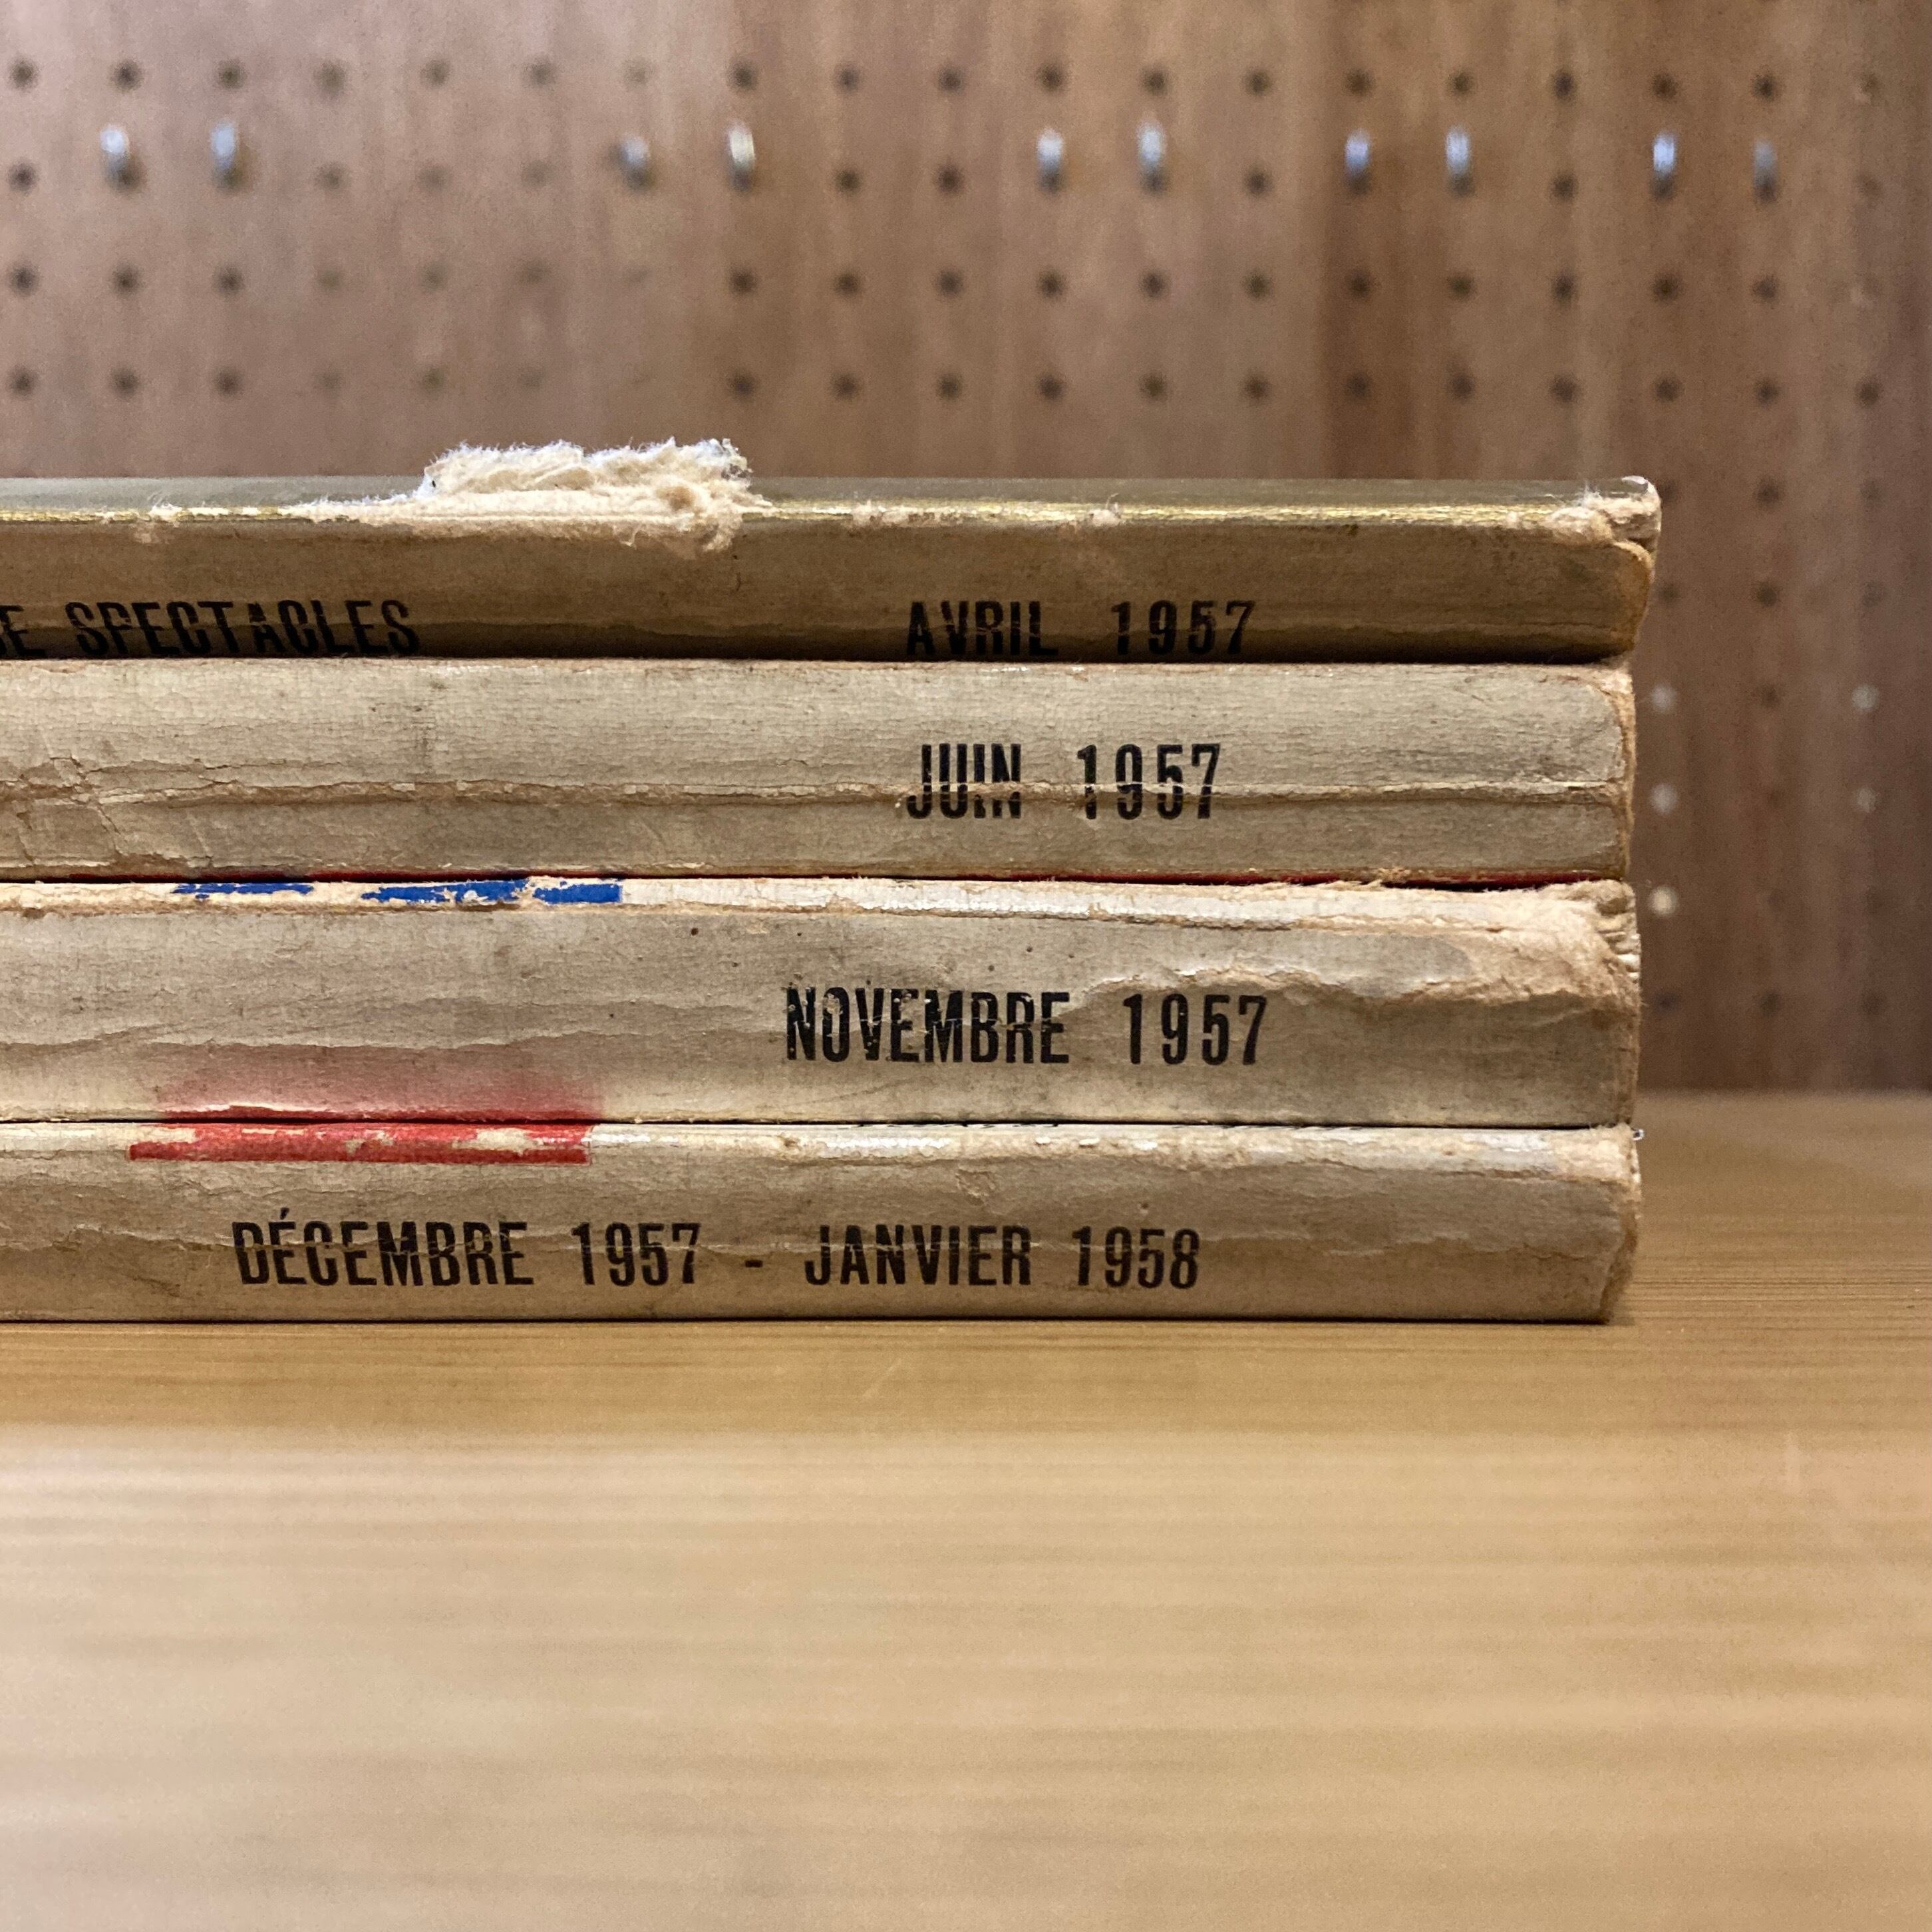 SPECTACLES AVRIL 1957
JUIN 1957
NOVEMBRE 1957
DÉCEMBRE 1957 - JANVIER 1958